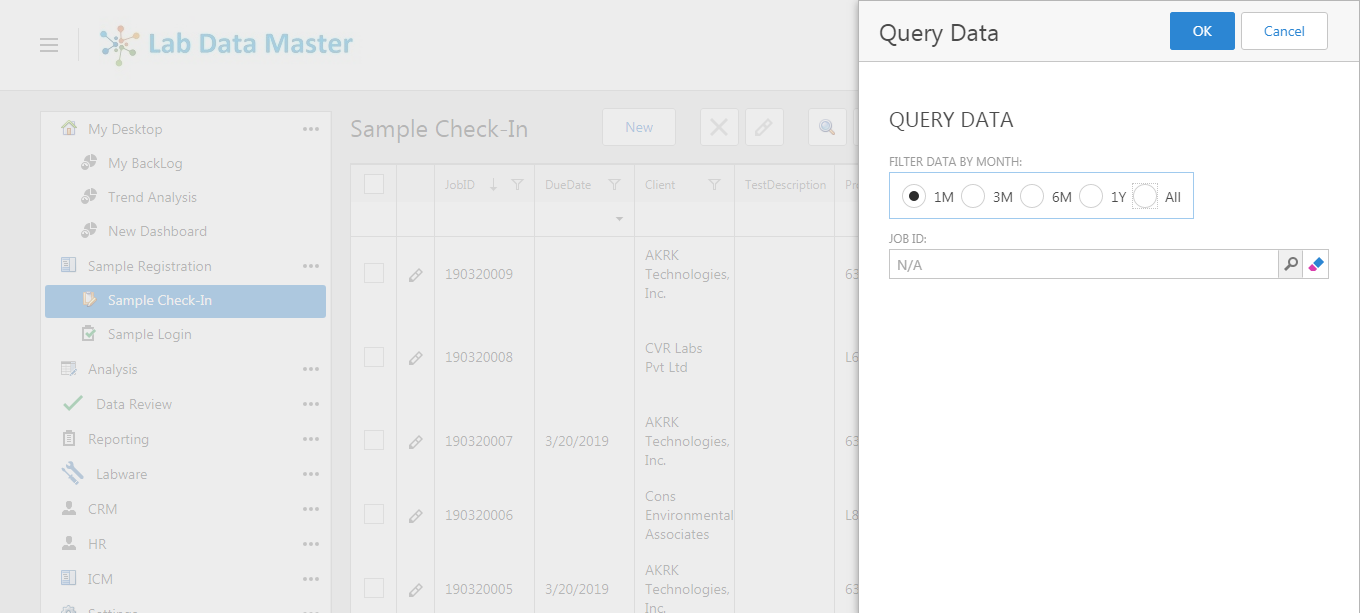 Lab Data Master
My Desktop
My BackLog
Trend Analysis
New Dashboard
Sample Registration
Sample Check-In
Sample Login
Analysis
Data Review
Reporting
Labware
CRM
HR
ICM
Settings
Sample Check-In
New
JobID DueDate Client TestDescription Pr
190320009 AKRK 63
Technologies,
Inc.
190320008 CVR Labs L6
Pvt Ltd
190320007 3/20/2019 AKRK 63
Technologies,
Inc.
190320006 Cons L8
Environmental
Associates
190320005 3/20/2019 AKRK 63
Technologies,
Inc.
Query Data
OK
Cancel
QUERY DATA
FILTER DATA BY MONTH:
1M 3M 6M 1Y All
JOB ID:
N/A